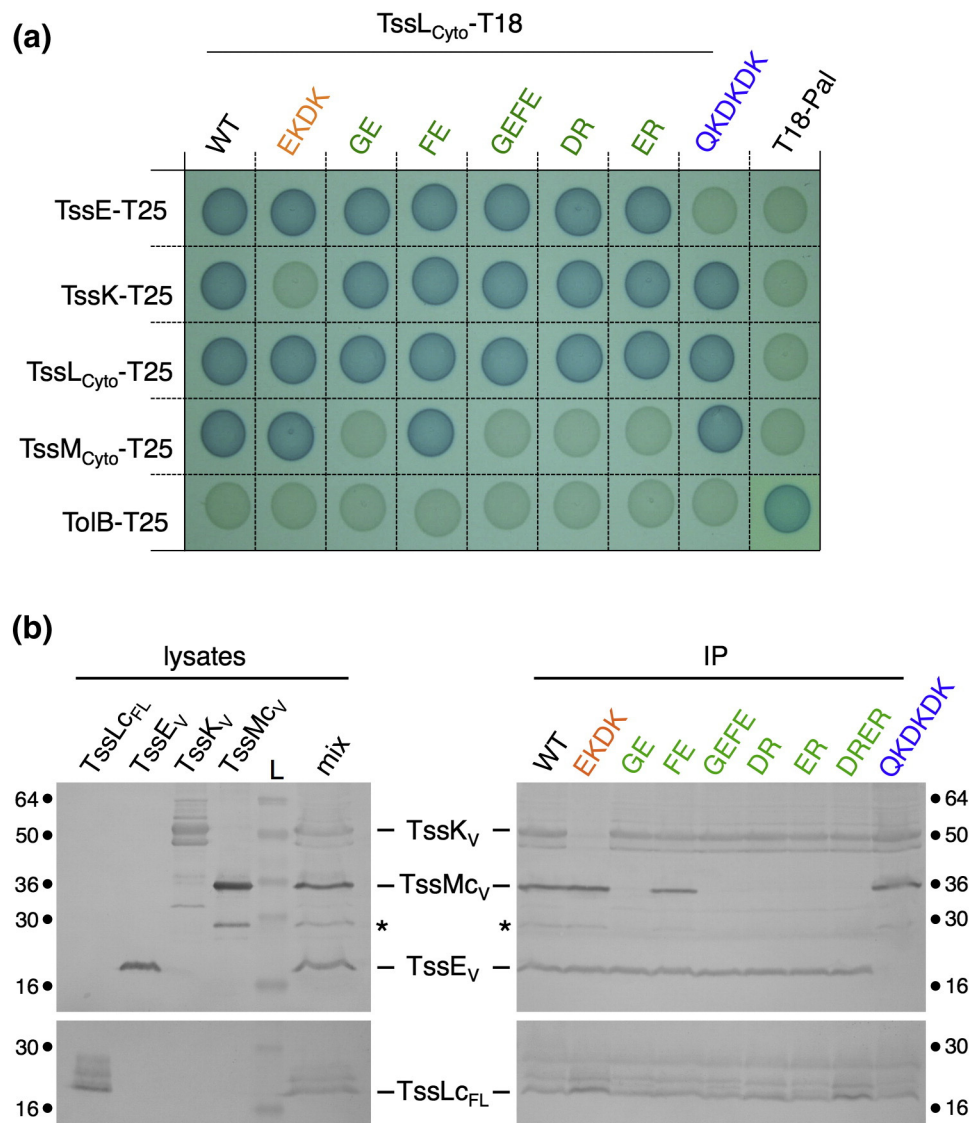 (a)
TssLCyto-T18
WT EKDK GE FE GEFE DR ER QKDKDK T18-Pal
TssE-T25
TssK-T25
TssLCyto-T25
TssMCyto-T25
TolB-T25
(b)
lysates IP
TssLcFL TssEV TssKV TssMcV L mix
WT EKDK GE FE GEFE DR ER DRER QKDKDK
64 64
50 TssKV 50
36 TssMcV 36
30 * * 30
TssEV
16 16
30 30
TssLcFL
16 16